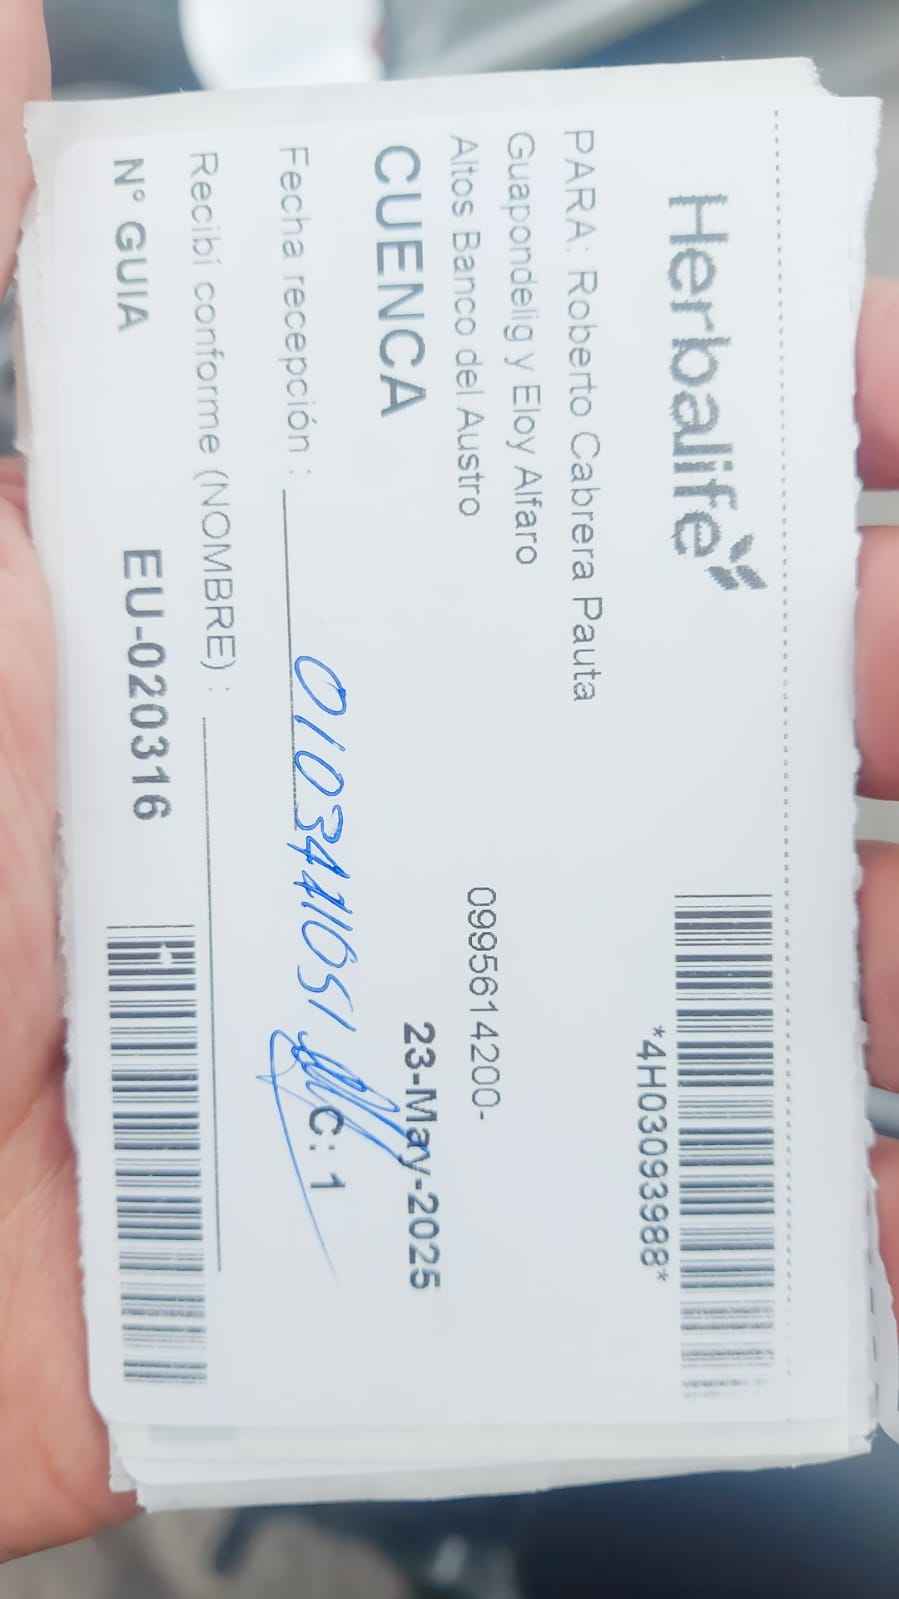 Herbalife
*4H03093988*
PARA: Roberto Cabrera Pauta
Guapondelig y Eloy Alfaro
Altos Banco del Austro
0995614200-
CUENCA
23-May-2025
Fecha recepción :
0103411051
C: 1
Recibí conforme (NOMBRE) :
Nº GUIA
EU-020316